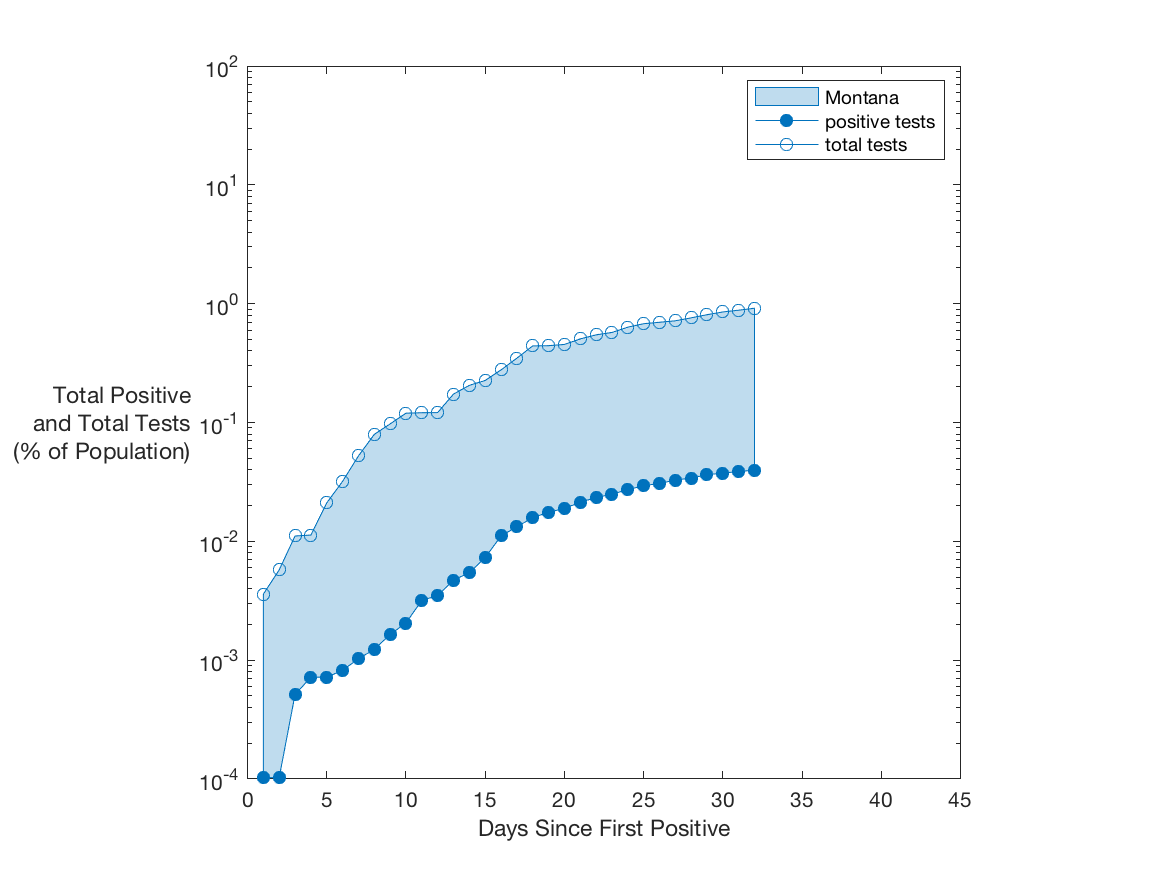 10^2
10^1
10^0
10^-1
10^-2
10^-3
10^-4
Total Positive
and Total Tests
(% of Population)
Montana
positive tests
total tests
0 5 10 15 20 25 30 35 40 45
Days Since First Positive